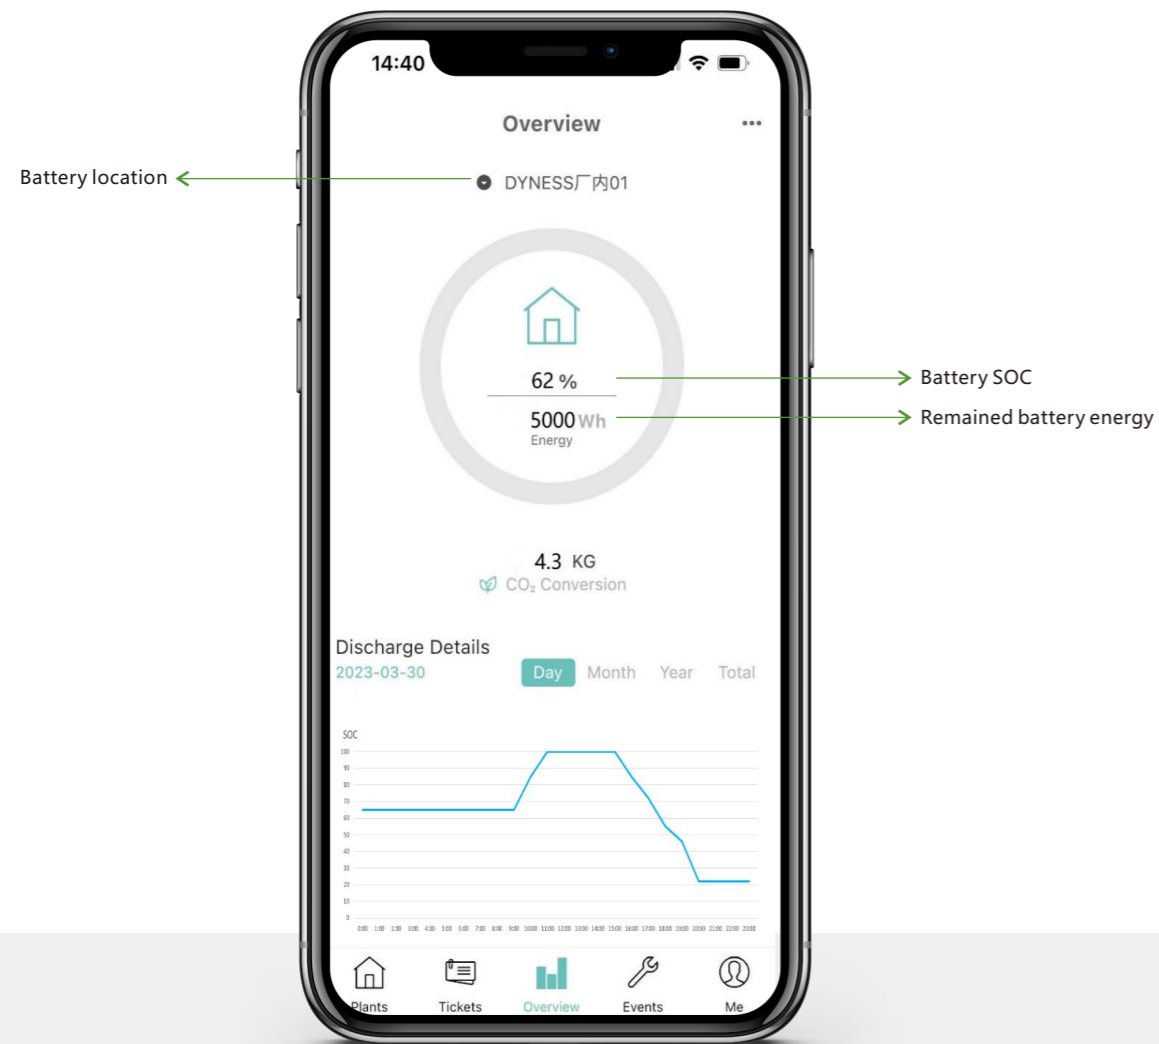 14:40
Overview
Battery location
DYNESS厂内01
62 %
Battery SOC
5000 Wh
Remained battery energy
Energy
4.3 KG
CO₂ Conversion
Discharge Details
2023-03-30
Day Month Year Total
SOC
100
90
80
70
60
50
40
30
20
10
0
0:00 1:00 2:00 3:00 4:00 5:00 6:00 7:00 8:00 9:00 10:00 11:00 12:00 13:00 14:00 15:00 16:00 17:00 18:00 19:00 20:00 21:00 22:00 23:00
Plants Tickets Overview Events Me